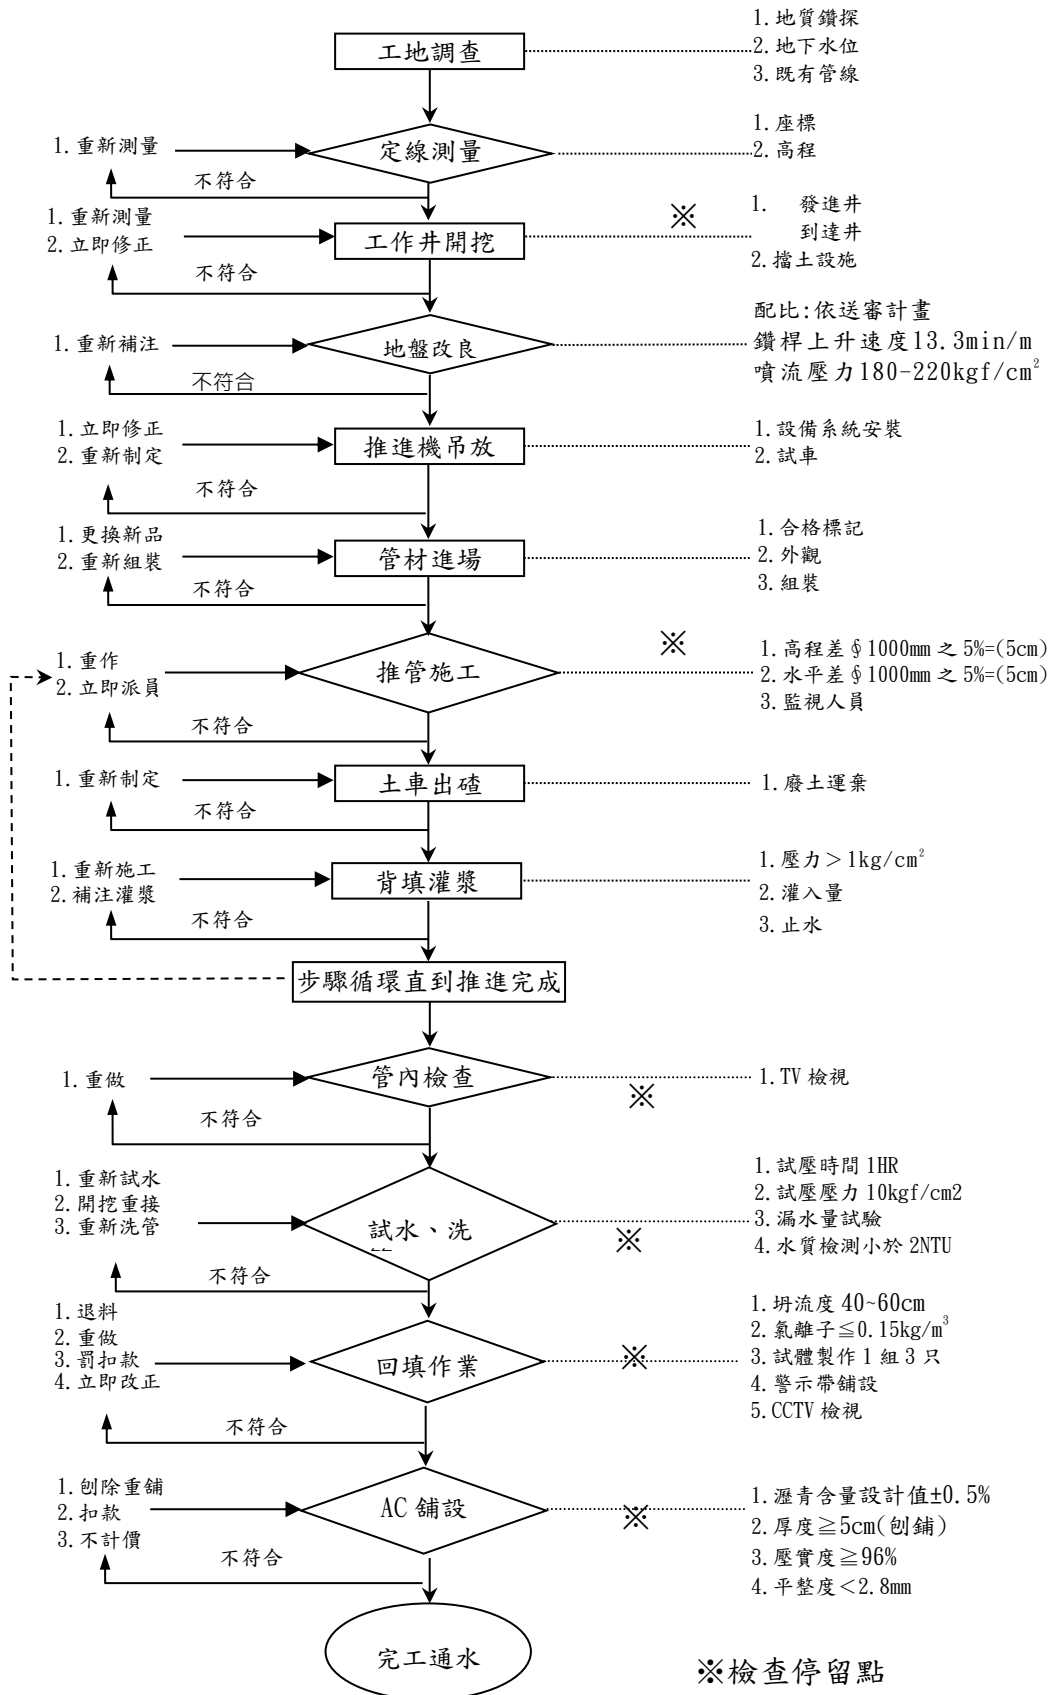 工地調查
1.地質鑽探
2.地下水位
3.既有管線
1.重新測量
定線測量
1.座標
2.高程
不符合
1.重新測量
2.立即修正
工作井開挖
※
1. 發進井
到達井
2.擋土設施
不符合
1.重新補注
地盤改良
配比:依送審計畫
鑽桿上升速度13.3min/m
噴流壓力180-220kgf/cm²
不符合
1.立即修正
2.重新制定
推進機吊放
1.設備系統安裝
2.試車
不符合
1.更換新品
2.重新組裝
管材進場
1.合格標記
2.外觀
3.組裝
不符合
1.重作
2.立即派員
推管施工
※
1.高程差∮1000mm之5%=(5cm)
2.水平差∮1000mm之5%=(5cm)
3.監視人員
不符合
1.重新制定
土車出碴
1.廢土運棄
不符合
1.重新施工
2.補注灌漿
背填灌漿
1.壓力＞1kg/cm²
2.灌入量
3.止水
不符合
步驟循環直到推進完成
1.重做
管內檢查
※
1.TV檢視
不符合
1.重新試水
2.開挖重接
3.重新洗管
試水、洗
※
1.試壓時間1HR
2.試壓壓力10kgf/cm2
3.漏水量試驗
4.水質檢測小於2NTU
不符合
1.退料
2.重做
3.罰扣款
4.立即改正
回填作業
※
1.坍流度40~60cm
2.氯離子≦0.15kg/m³
3.試體製作1組3只
4.警示帶舖設
5.CCTV檢視
不符合
1.刨除重舖
2.扣款
3.不計價
AC舖設
※
1.瀝青含量設計值±0.5%
2.厚度≧5cm(刨鋪)
3.壓實度≧96%
4.平整度＜2.8mm
不符合
完工通水
※檢查停留點